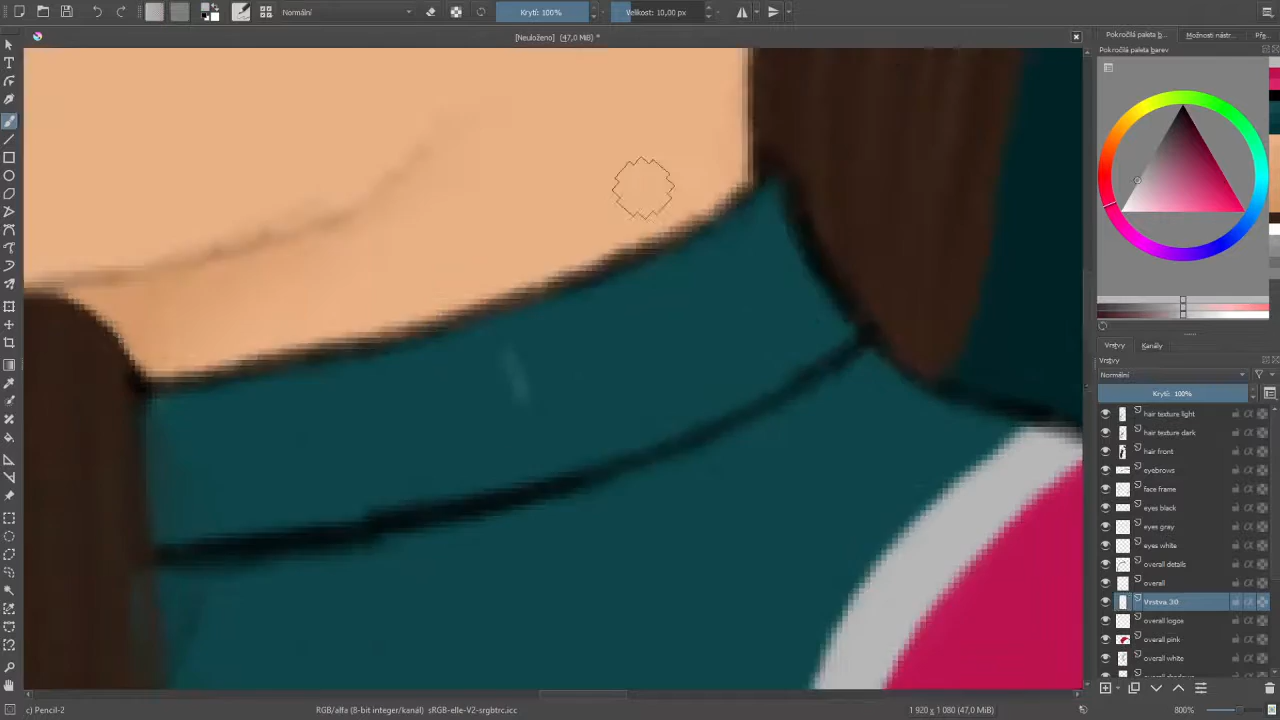 Normální
Krytí: 100%
Velikost: 10,00 px
[Neuloženo] (47,0 MiB) *
Pokročilá paleta b...
Možnosti nástr...
Př...
Pokročilá paleta barev
Vrstvy
Kanály
Vrstvy
Normální
Krytí: 100%
hair texture light
hair texture dark
hair front
eyebrows
face frame
eyes black
eyes gray
eyes white
overall details
overall
Vrstva 30
overall logos
overall pink
overall white
c) Pencil-2
RGB/alfa (8-bit integer/kanál) sRGB-elle-V2-srgbtrc.icc
1 920 x 1 080 (47,0 MiB)
800%